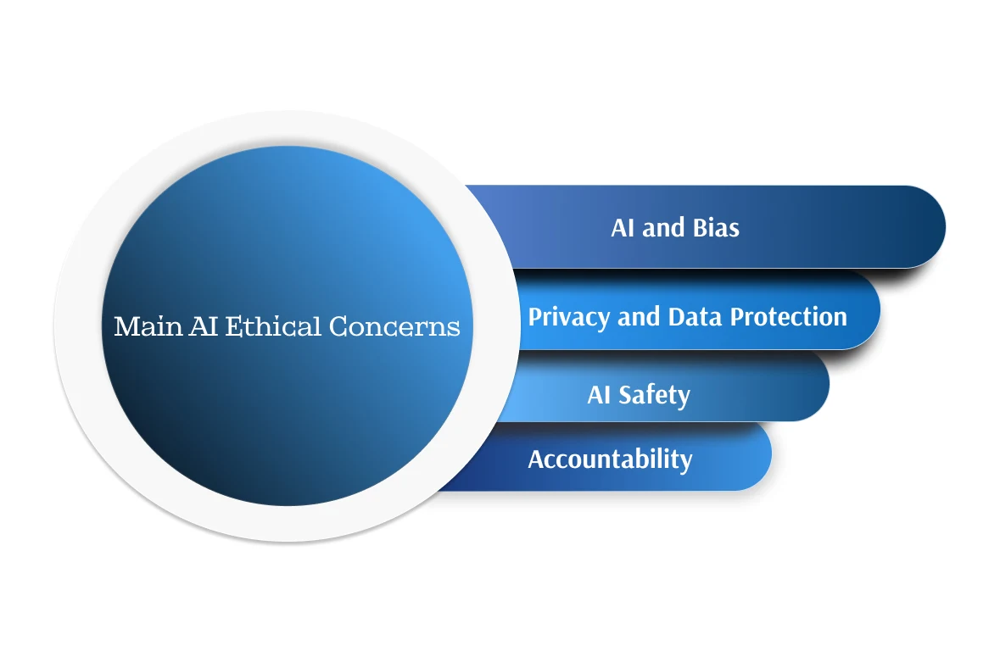 Main AI Ethical Concerns
AI and Bias
Privacy and Data Protection
AI Safety
Accountability